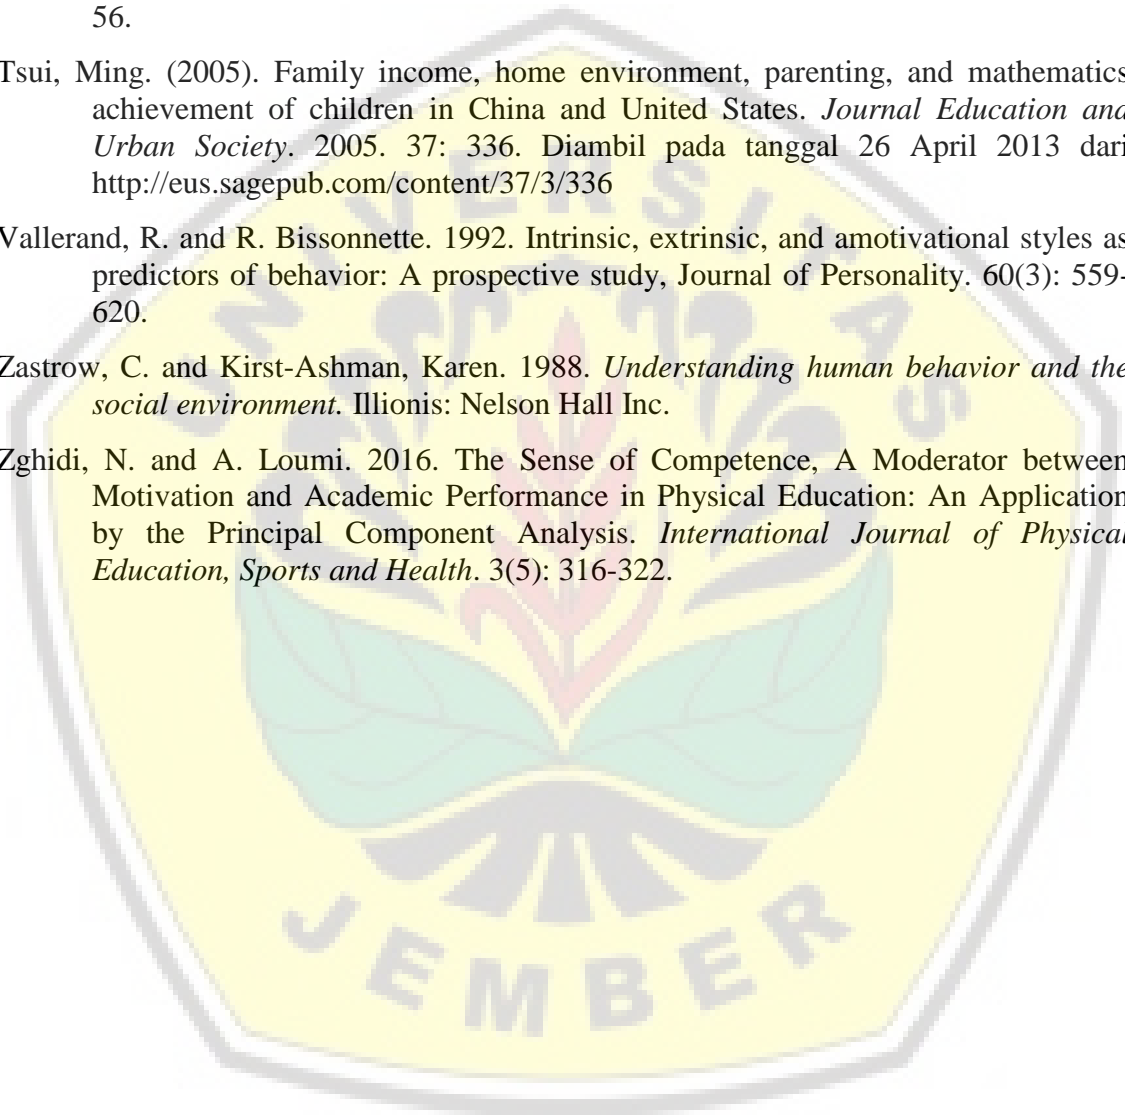 56.
Tsui, Ming. (2005). Family income, home environment, parenting, and mathematics
achievement of children in China and United States. Journal Education and
Urban Society. 2005. 37: 336. Diambil pada tanggal 26 April 2013 dari
http://eus.sagepub.com/content/37/3/336
Vallerand, R. and R. Bissonnette. 1992. Intrinsic, extrinsic, and amotivational styles as
predictors of behavior: A prospective study, Journal of Personality. 60(3): 559-
620.
Zastrow, C. and Kirst-Ashman, Karen. 1988. Understanding human behavior and the
social environment. Illionis: Nelson Hall Inc.
Zghidi, N. and A. Loumi. 2016. The Sense of Competence, A Moderator between
Motivation and Academic Performance in Physical Education: An Application
by the Principal Component Analysis. International Journal of Physical
Education, Sports and Health. 3(5): 316-322.
UNIVERSITAS
JEMBER